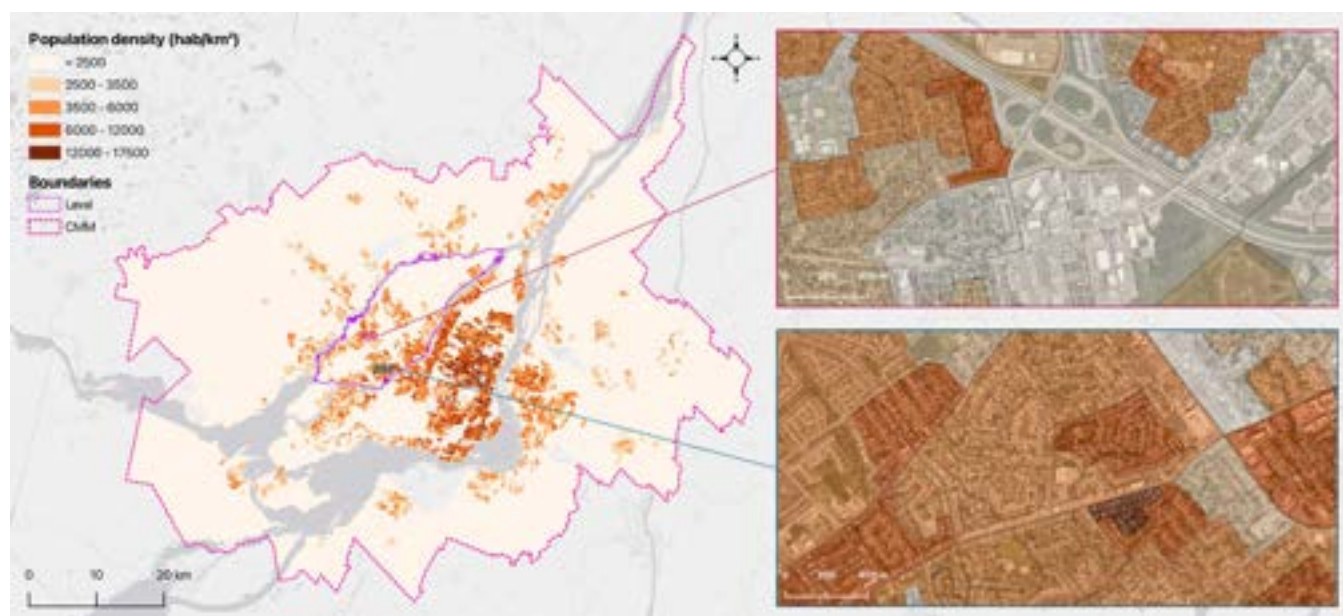 Population density (hab/km²)
< 2500
2500 - 3500
3500 - 6000
6000 - 12000
12000 - 17500
Boundaries
Laval
CMM
0 10 20 km